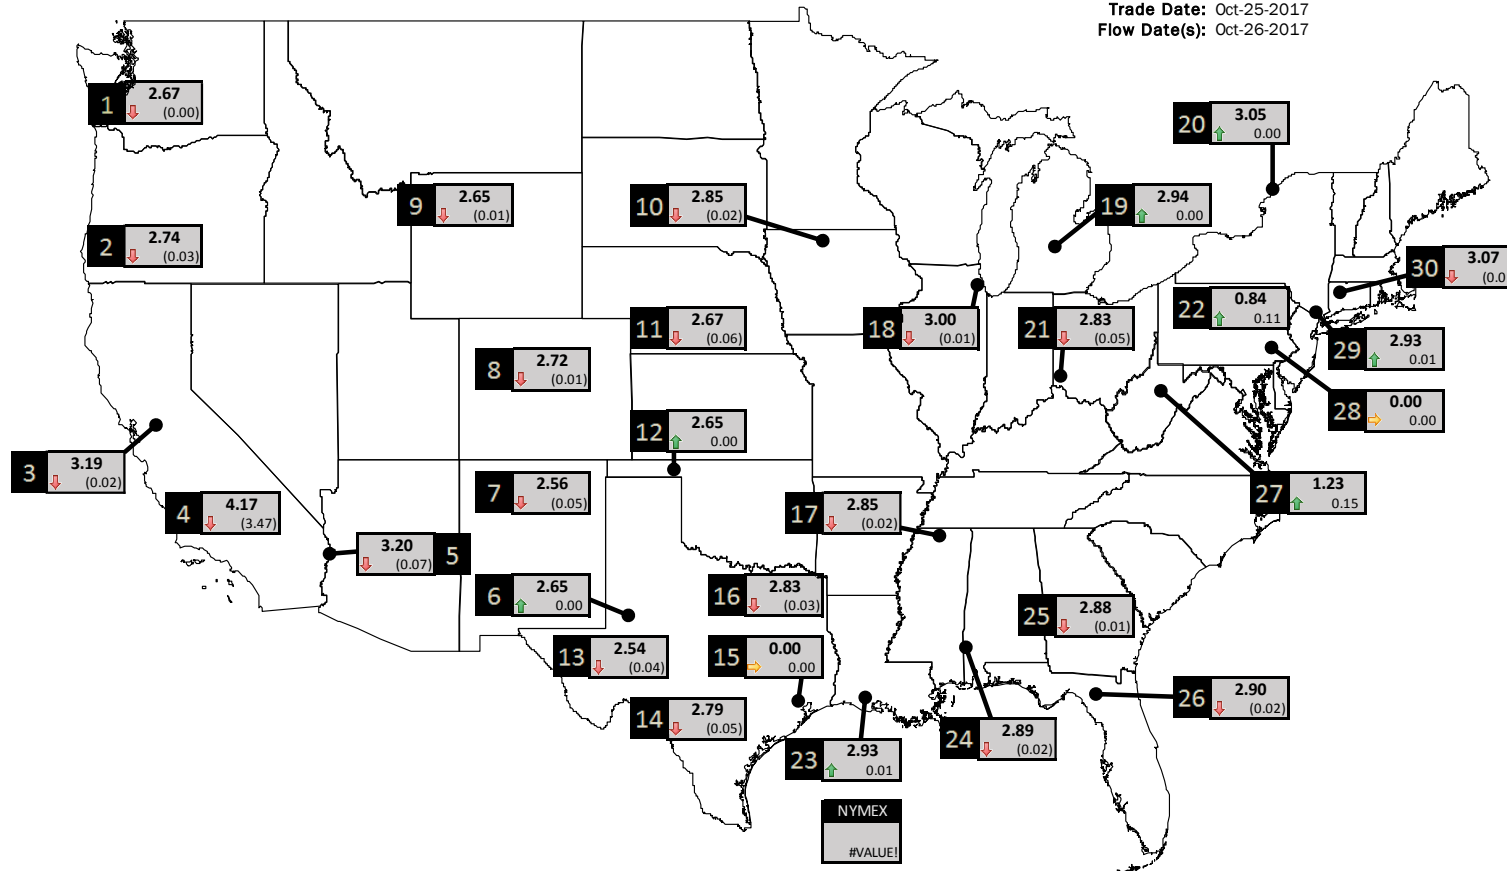 Trade Date: Oct-25-2017
Flow Date(s): Oct-26-2017
1 2.67 (0.00)
20 3.05 0.00
9 2.65 (0.01)
10 2.85 (0.02)
19 2.94 0.00
2 2.74 (0.03)
30 3.07 (0.0
22 0.84 0.11
11 2.67 (0.06)
18 3.00 (0.01)
21 2.83 (0.05)
29 2.93 0.01
8 2.72 (0.01)
28 0.00 0.00
12 2.65 0.00
3 3.19 (0.02)
7 2.56 (0.05)
27 1.23 0.15
4 4.17 (3.47)
17 2.85 (0.02)
3.20 (0.07) 5
6 2.65 0.00
16 2.83 (0.03)
25 2.88 (0.01)
13 2.54 (0.04)
15 0.00 0.00
26 2.90 (0.02)
14 2.79 (0.05)
24 2.89 (0.02)
23 2.93 0.01
NYMEX
#VALUE!